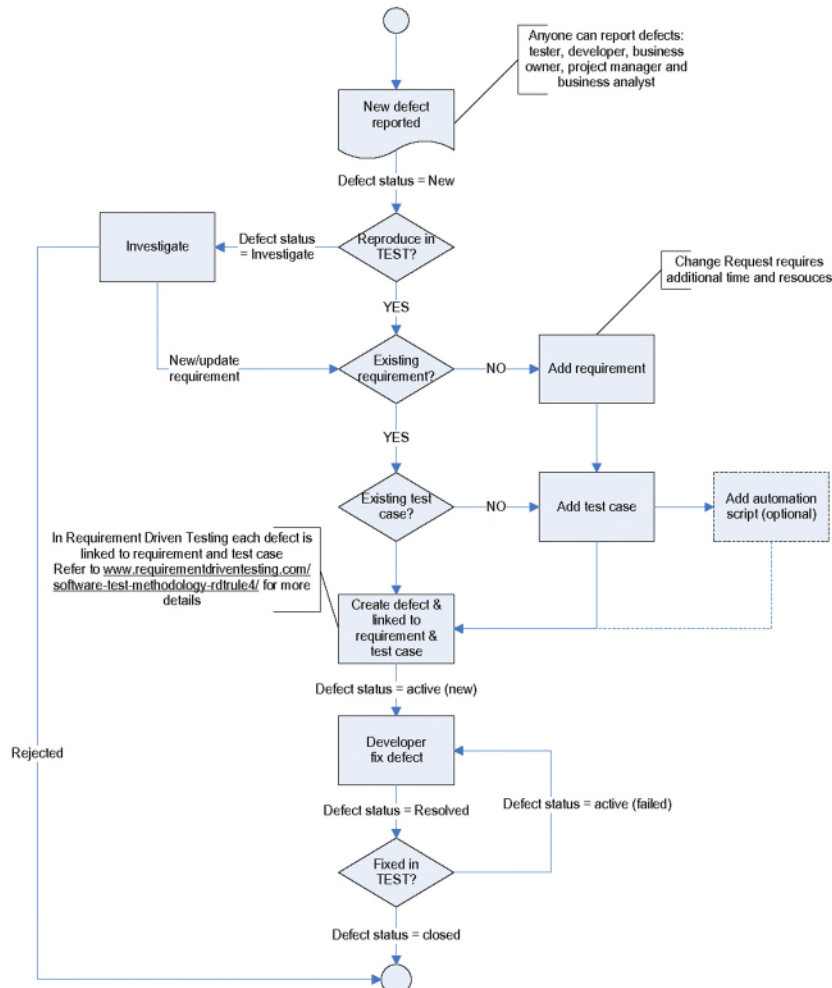 Anyone can report defects:
tester, developer, business
owner, project manager and
business analyst
New defect
reported
Defect status = New
Investigate
Defect status
= Investigate
Reproduce in
TEST?
Change Request requires
additional time and resouces
YES
New/update
requirement
Existing
requirement?
NO
Add requirement
YES
Existing test
case?
NO
Add test case
Add automation
script (optional)
In Requirement Driven Testing each defect is
linked to requirement and test case
Refer to www.requirementdriventesting.com/
software-test-methodology-rdtrule4/ for more
details
Create defect &
linked to
requirement &
test case
Defect status = active (new)
Developer
fix defect
Rejected
Defect status = Resolved
Defect status = active (failed)
Fixed in
TEST?
Defect status = closed